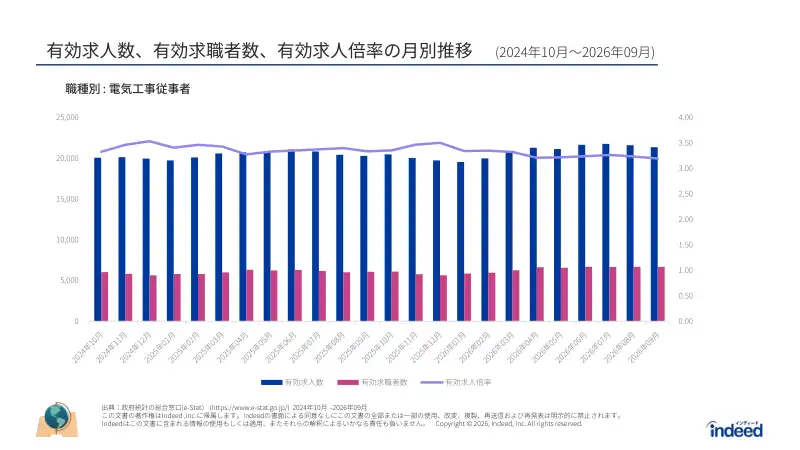 有効求人数、有効求職者数、有効求人倍率の月別推移 (2024年10月～2026年09月)
職種別 : 電気工事従事者
25,000
20,000
15,000
10,000
5,000
0
4.00
3.50
3.00
2.50
2.00
1.50
1.00
0.50
0.00
2024年10月
2024年11月
2024年12月
2025年01月
2025年02月
2025年03月
2025年04月
2025年05月
2025年06月
2025年07月
2025年08月
2025年09月
2025年10月
2025年11月
2025年12月
2026年01月
2026年02月
2026年03月
2026年04月
2026年05月
2026年06月
2026年07月
2026年08月
2026年09月
有効求人数 有効求職者数 有効求人倍率
出典：政府統計の総合窓口(e-Stat) (https://www.e-stat.go.jp/) 2024年10月 –2026年09月
この文書の著作権はIndeed ,Inc. に帰属します。Indeedの書面による同意なしにこの文書の全部または一部の使用、改変、複製、再送信および再発表は明示的に禁止されます。
Indeedはこの文書に含まれる情報の使用もしくは適用、またそれらの解釈によるいかなる責任も負いません。 Copyright © 2026, Indeed, Inc. All rights reserved.
インディード
indeed